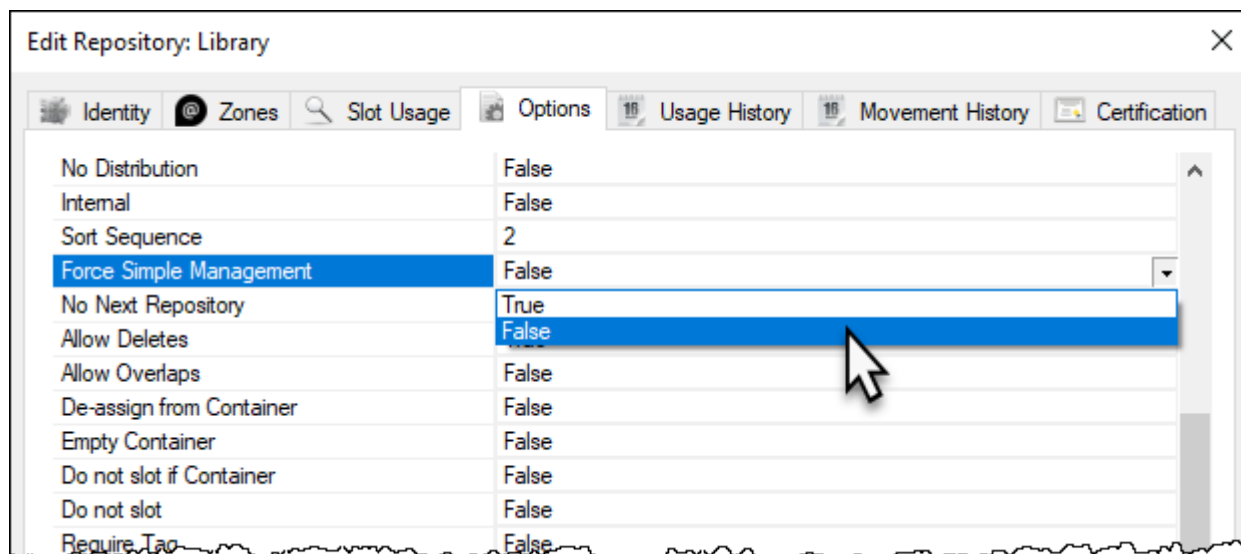 Edit Repository: Library
Identity Zones Slot Usage Options Usage History Movement History Certification
No Distribution False
Internal False
Sort Sequence 2
Force Simple Management False
No Next Repository True
False
Allow Deletes
Allow Overlaps False
De-assign from Container False
Empty Container False
Do not slot if Container False
Do not slot False
Require Tag False